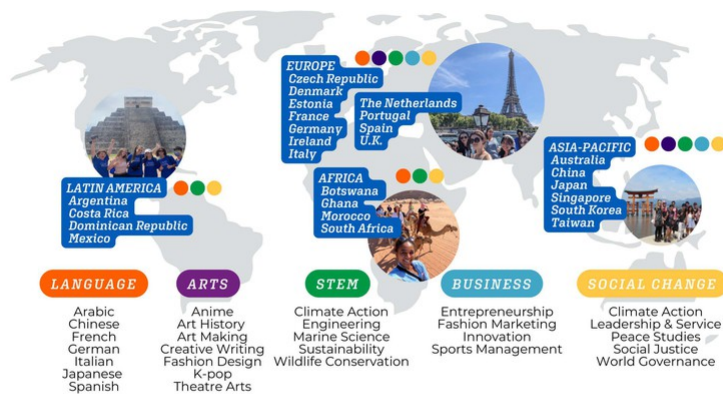 EUROPE
Czech Republic
Denmark
Estonia
France
Germany
Ireland
Italy
The Netherlands
Portugal
Spain
U.K.
ASIA-PACIFIC
Australia
China
Japan
Singapore
South Korea
Taiwan
LATIN AMERICA
Argentina
Costa Rica
Dominican Republic
Mexico
AFRICA
Botswana
Ghana
Morocco
South Africa
LANGUAGE
Arabic
Chinese
French
German
Italian
Japanese
Spanish
ARTS
Anime
Art History
Art Making
Creative Writing
Fashion Design
K-pop
Theatre Arts
STEM
Climate Action
Engineering
Marine Science
Sustainability
Wildlife Conservation
BUSINESS
Entrepreneurship
Fashion Marketing
Innovation
Sports Management
SOCIAL CHANGE
Climate Action
Leadership & Service
Peace Studies
Social Justice
World Governance